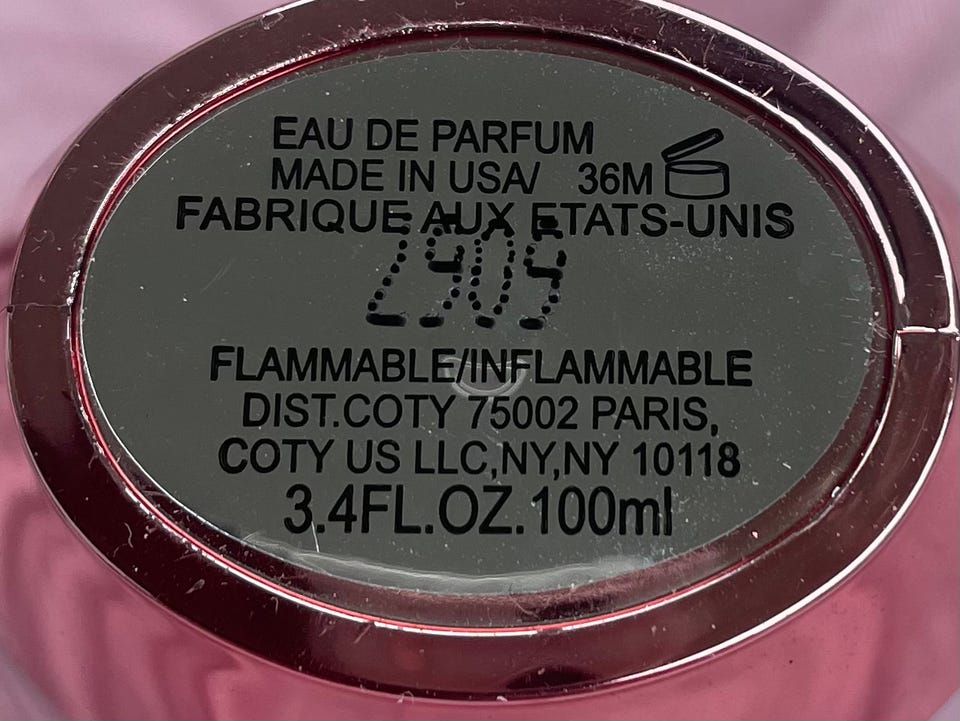 EAU DE PARFUM
MADE IN USA/ 36M
FABRIQUE AUX ETATS-UNIS
FLAMMABLE/INFLAMMABLE
DIST.COTY 75002 PARIS,
COTY US LLC,NY,NY 10118
3.4FL.OZ.100ml